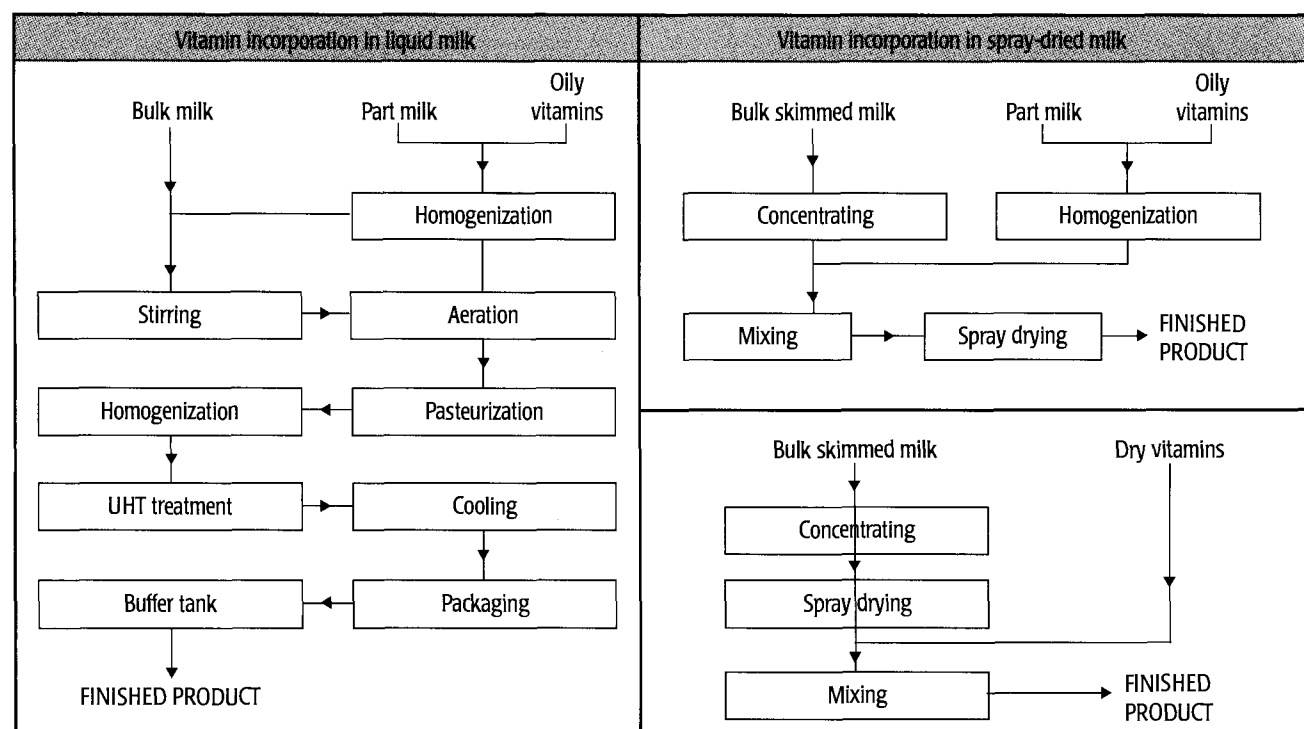 Vitamin incorporation in liquid milk
Bulk milk
Part milk
Oily
vitamins
Homogenization
Stirring
Aeration
Homogenization
Pasteurization
UHT treatment
Cooling
Buffer tank
Packaging
FINISHED PRODUCT
Vitamin incorporation in spray-dried milk
Bulk skimmed milk
Part milk
Oily
vitamins
Concentrating
Homogenization
Mixing
Spray drying
FINISHED
PRODUCT
Bulk skimmed milk
Dry vitamins
Concentrating
Spray drying
Mixing
FINISHED
PRODUCT